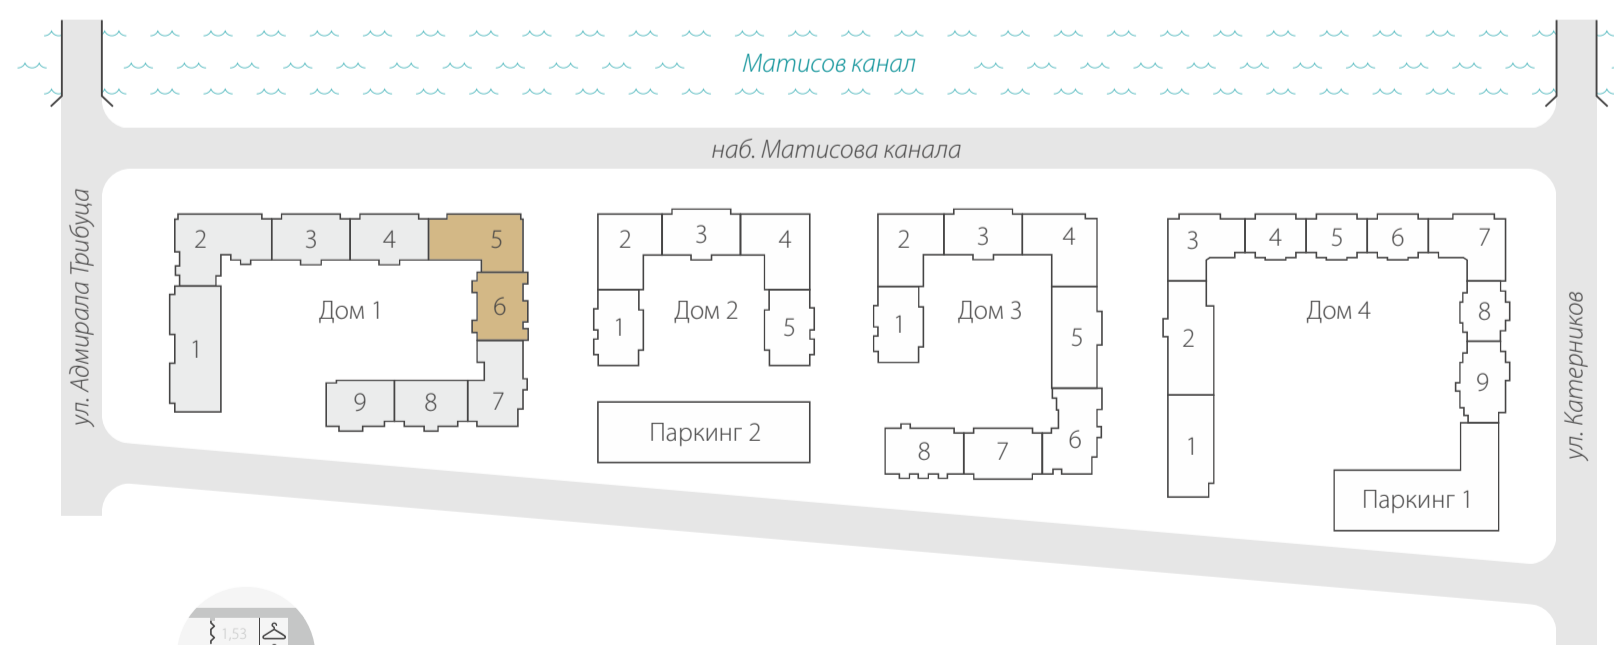 Матисов канал
наб. Матисова канала
ул. Адмирала Трибуца
2 3 4 5
6
Дом 1
1
9 8 7
2 3 4
Дом 2
1 5
Паркинг 2
2 3 4
Дом 3
1 5
6
8 7
3 4 5 6 7
Дом 4
8
2
9
1
Паркинг 1
ул. Катерников
1,53